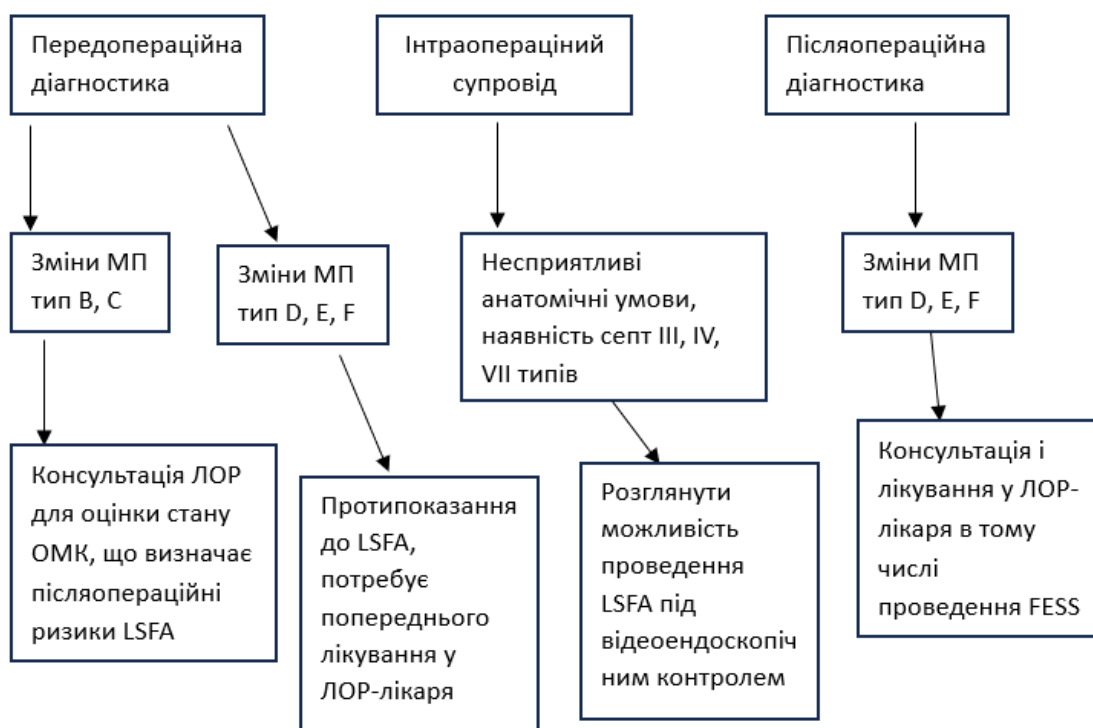 Передопераційна
діагностика
Інтраопераціний
супровід
Післяопераційна
діагностика
Зміни МП
тип B, C
Зміни МП
тип D, E, F
Несприятливі
анатомічні умови,
наявність септ III, IV,
VII типів
Зміни МП
тип D, E, F
Консультація ЛОР
для оцінки стану
ОМК, що визначає
післяопераційні
ризики LSFA
Протипоказання
до LSFA,
потребує
попереднього
лікування у
ЛОР-лікаря
Розглянути
можливість
проведення
LSFA під
відеоендоскопіч
ним контролем
Консультація і
лікування у ЛОР-
лікаря в тому
числі
проведення FESS